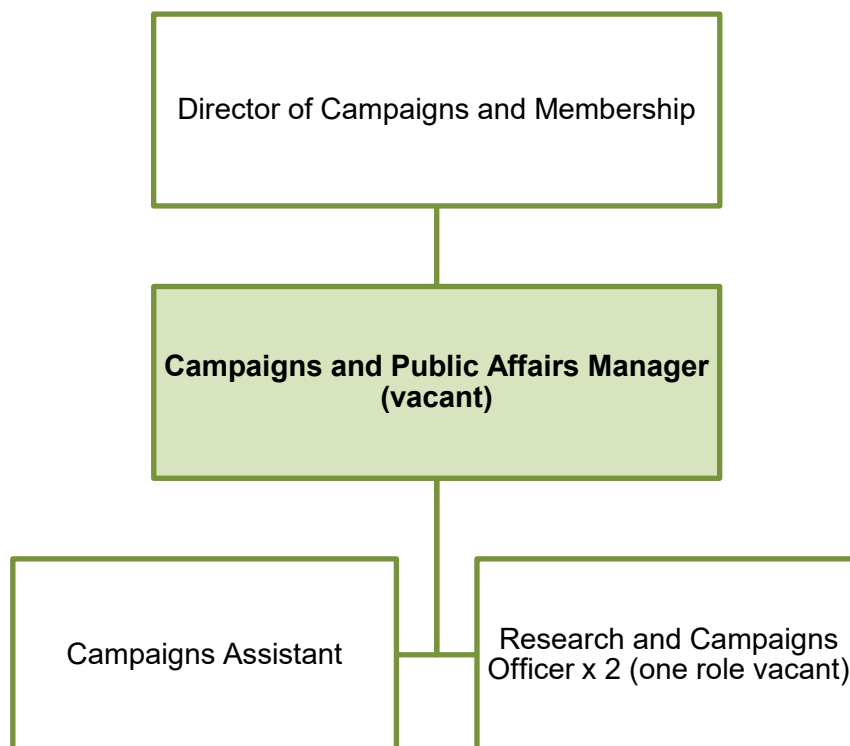 Director of Campaigns and Membership
Campaigns and Public Affairs Manager
(vacant)
Campaigns Assistant
Research and Campaigns
Officer x 2 (one role vacant)